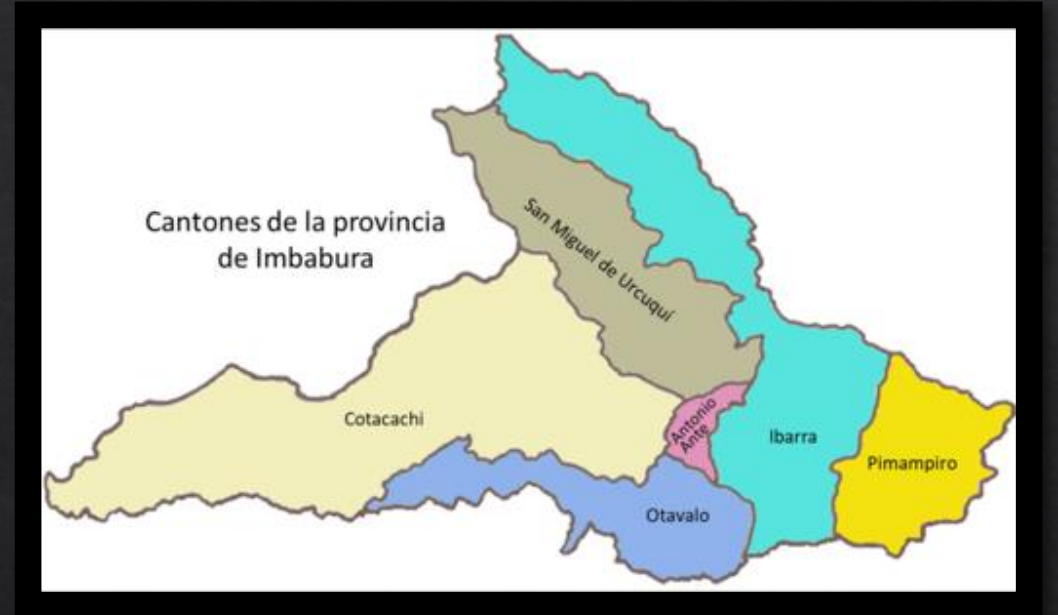 Cantones de la provincia
de Imbabura
San Miguel de Urcuquí
Cotacachi
Antonio
Ante
Ibarra
Pimampiro
Otavalo